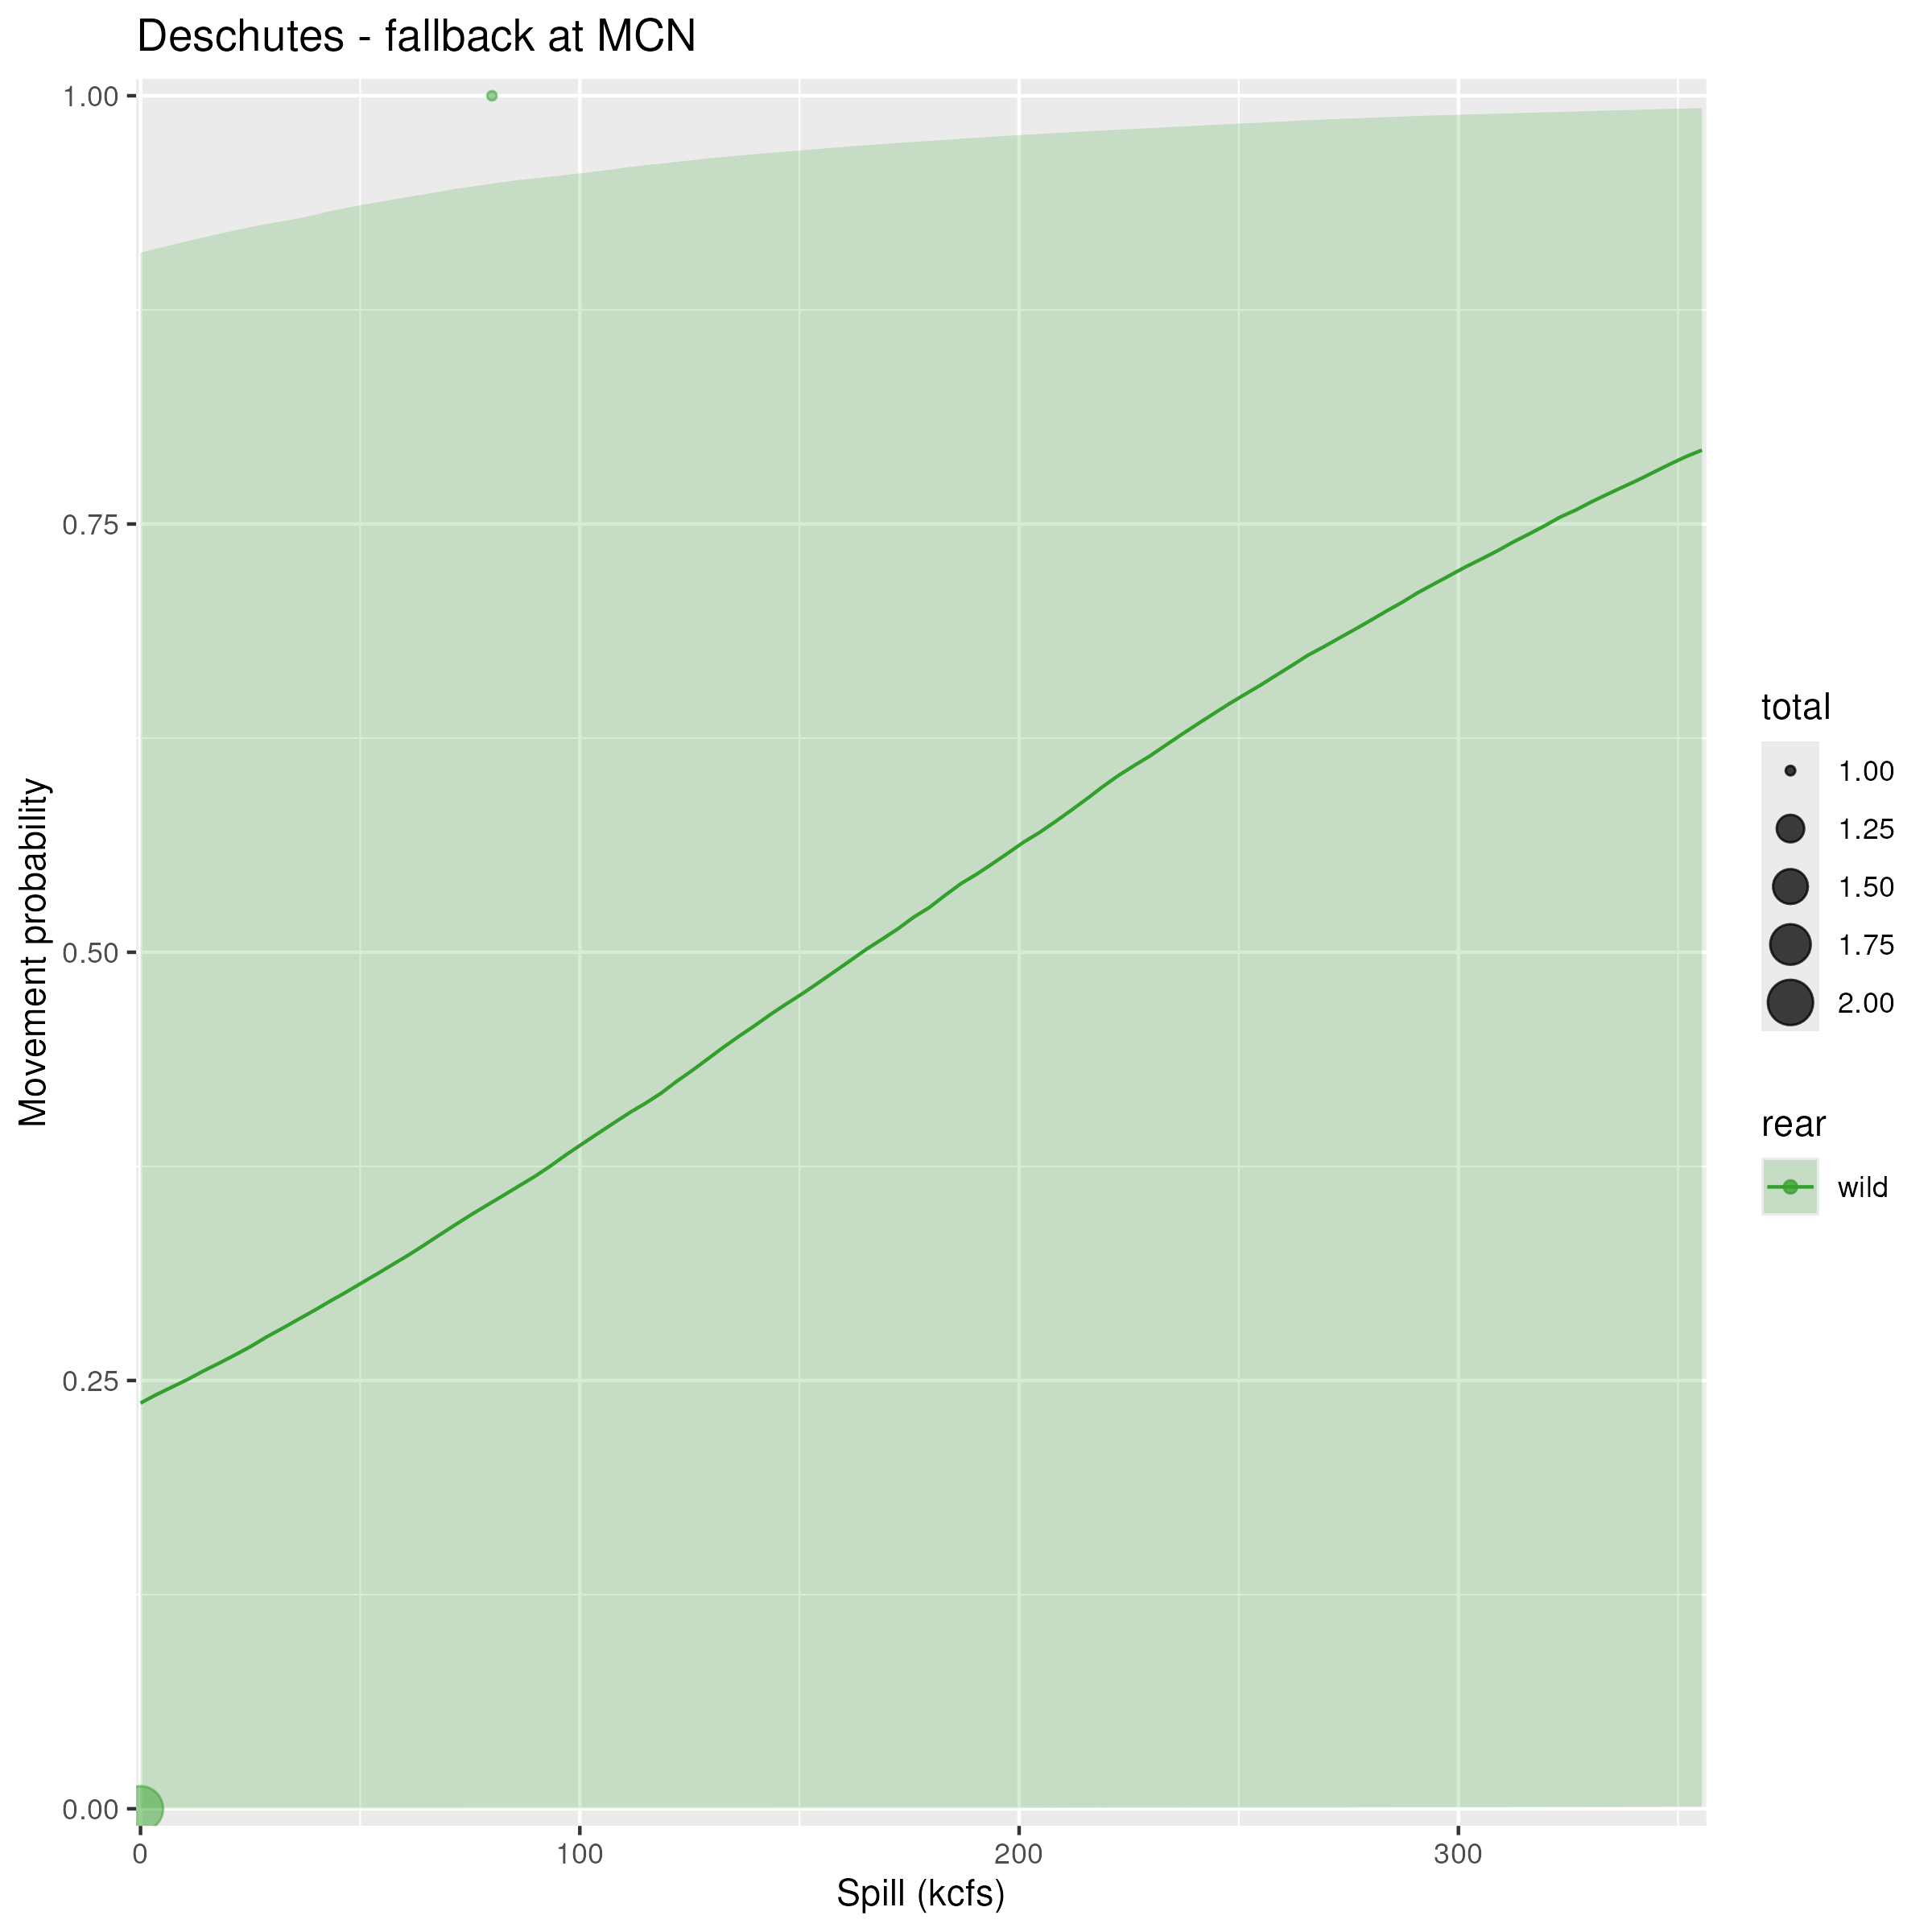 Deschutes - fallback at MCN
1.00
0.75
0.50
0.25
0.00
Movement probability
0
100
200
300
Spill (kcfs)
total
1.00
1.25
1.50
1.75
2.00
rear
wild